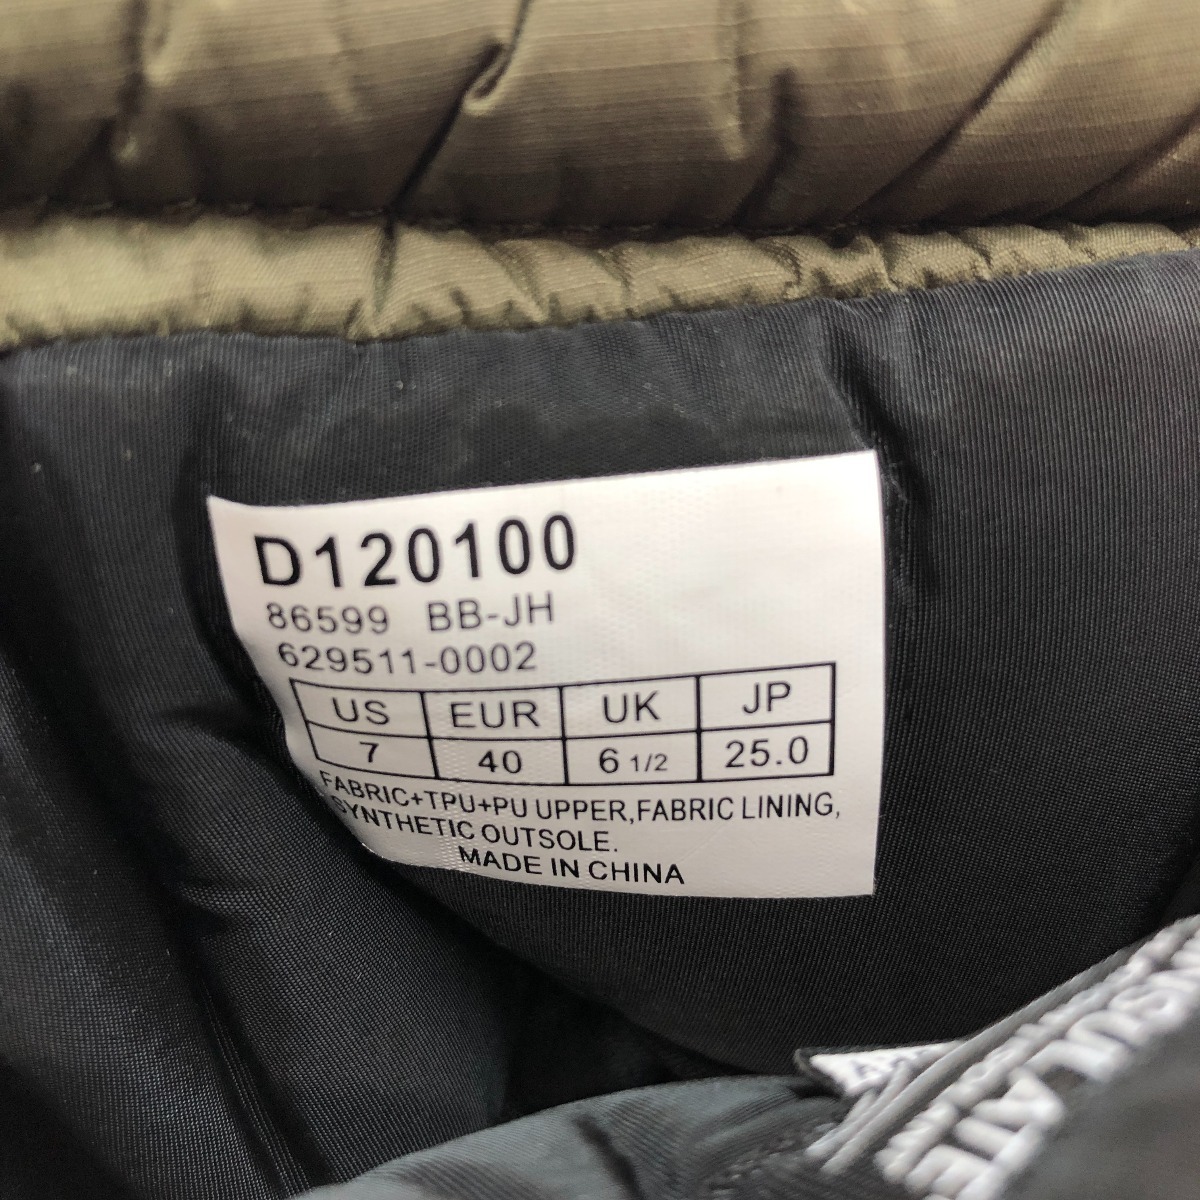 D120100
86599 BB-JH
629511-0002
US EUR UK JP
7 40 6 1/2 25.0
FABRIC+TPU+PU UPPER,FABRIC LINING,
SYNTHETIC OUTSOLE.
MADE IN CHINA